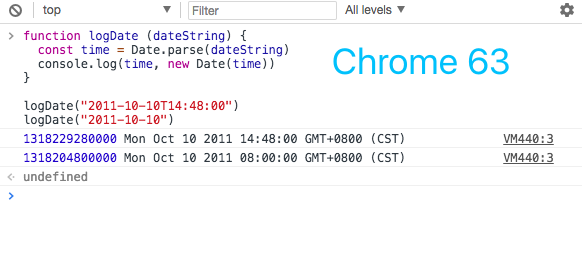 top Filter All levels
function logDate (dateString) {
const time = Date.parse(dateString)
console.log(time, new Date(time))
}
Chrome 63
logDate("2011-10-10T14:48:00")
logDate("2011-10-10")
1318229280000 Mon Oct 10 2011 14:48:00 GMT+0800 (CST) VM440:3
1318204800000 Mon Oct 10 2011 08:00:00 GMT+0800 (CST) VM440:3
undefined